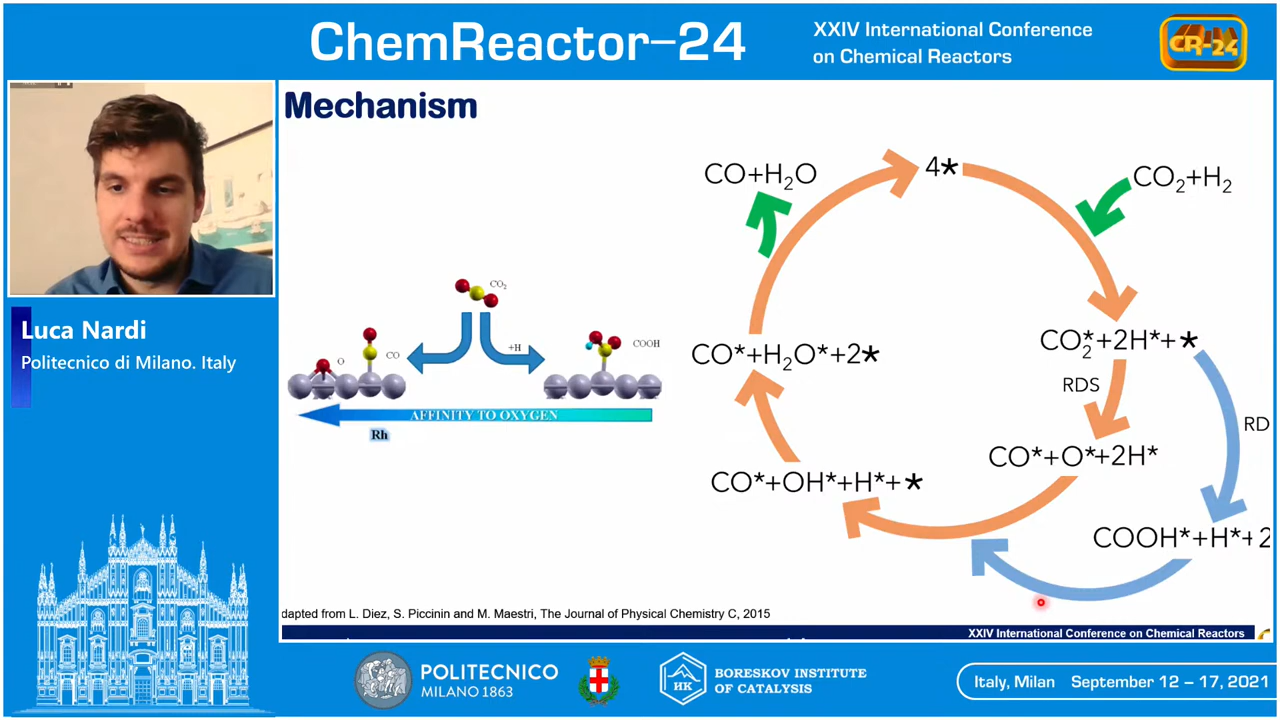 ChemReactor–24
XXIV International Conference
on Chemical Reactors
CR-24
Mechanism
Luca Nardi
Politecnico di Milano. Italy
CO₂
O
CO
+H
COOH
AFFINITY TO OXYGEN
Rh
4*
CO₂+H₂
CO+H₂O
CO₂*+2H*+*
RDS
RD
CO*+O*+2H*
COOH*+H*+2
CO*+OH*+H*+*
CO*+H₂O*+2*
dapted from L. Diez, S. Piccinin and M. Maestri, The Journal of Physical Chemistry C, 2015
XXIV International Conference on Chemical Reactors
POLITECNICO
MILANO 1863
НК
BORESKOV INSTITUTE
OF CATALYSIS
Italy, Milan September 12 – 17, 2021